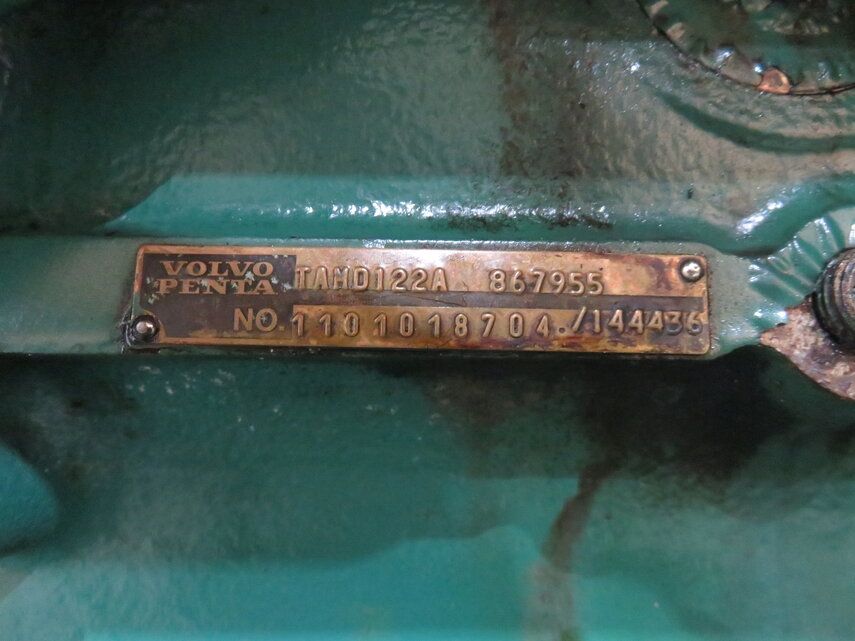 VOLVO PENTA TAMD122A 867955
NO. 1101018704./144436